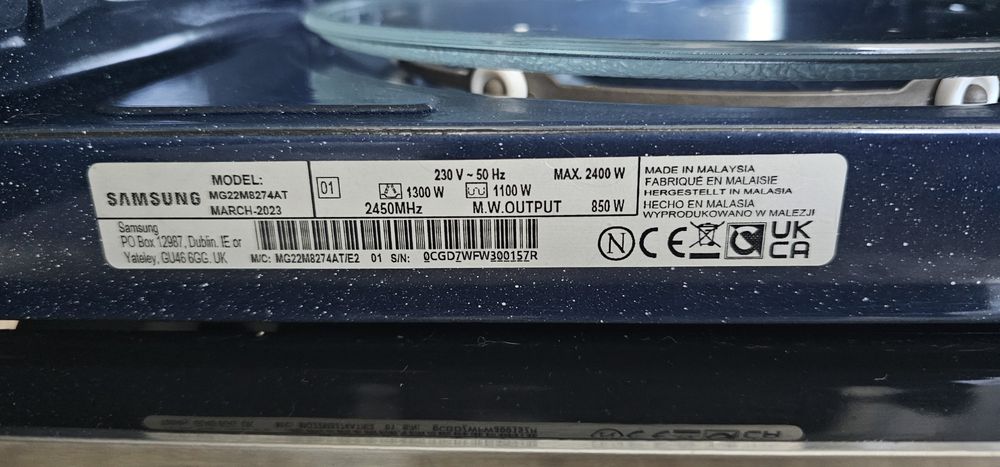 SAMSUNG
MODEL:
MG22M8274AT
MARCH-2023
01
230 V ~ 50 Hz MAX. 2400 W
1300 W 1100 W
2450MHz M.W.OUTPUT 850 W
MADE IN MALAYSIA
FABRIQUÉ EN MALAISIE
HERGESTELLT IN MALASIA
HECHO EN MALASIA
WYPRODUKOWANO W MALEZJI
Samsung
PO Box 12987, Dublin. IE or
Yateley, GU46 6GG. UK
M/C: MG22M8274AT/E2 01 S/N: 0CGD7WFW300157R
N CE UK
CA